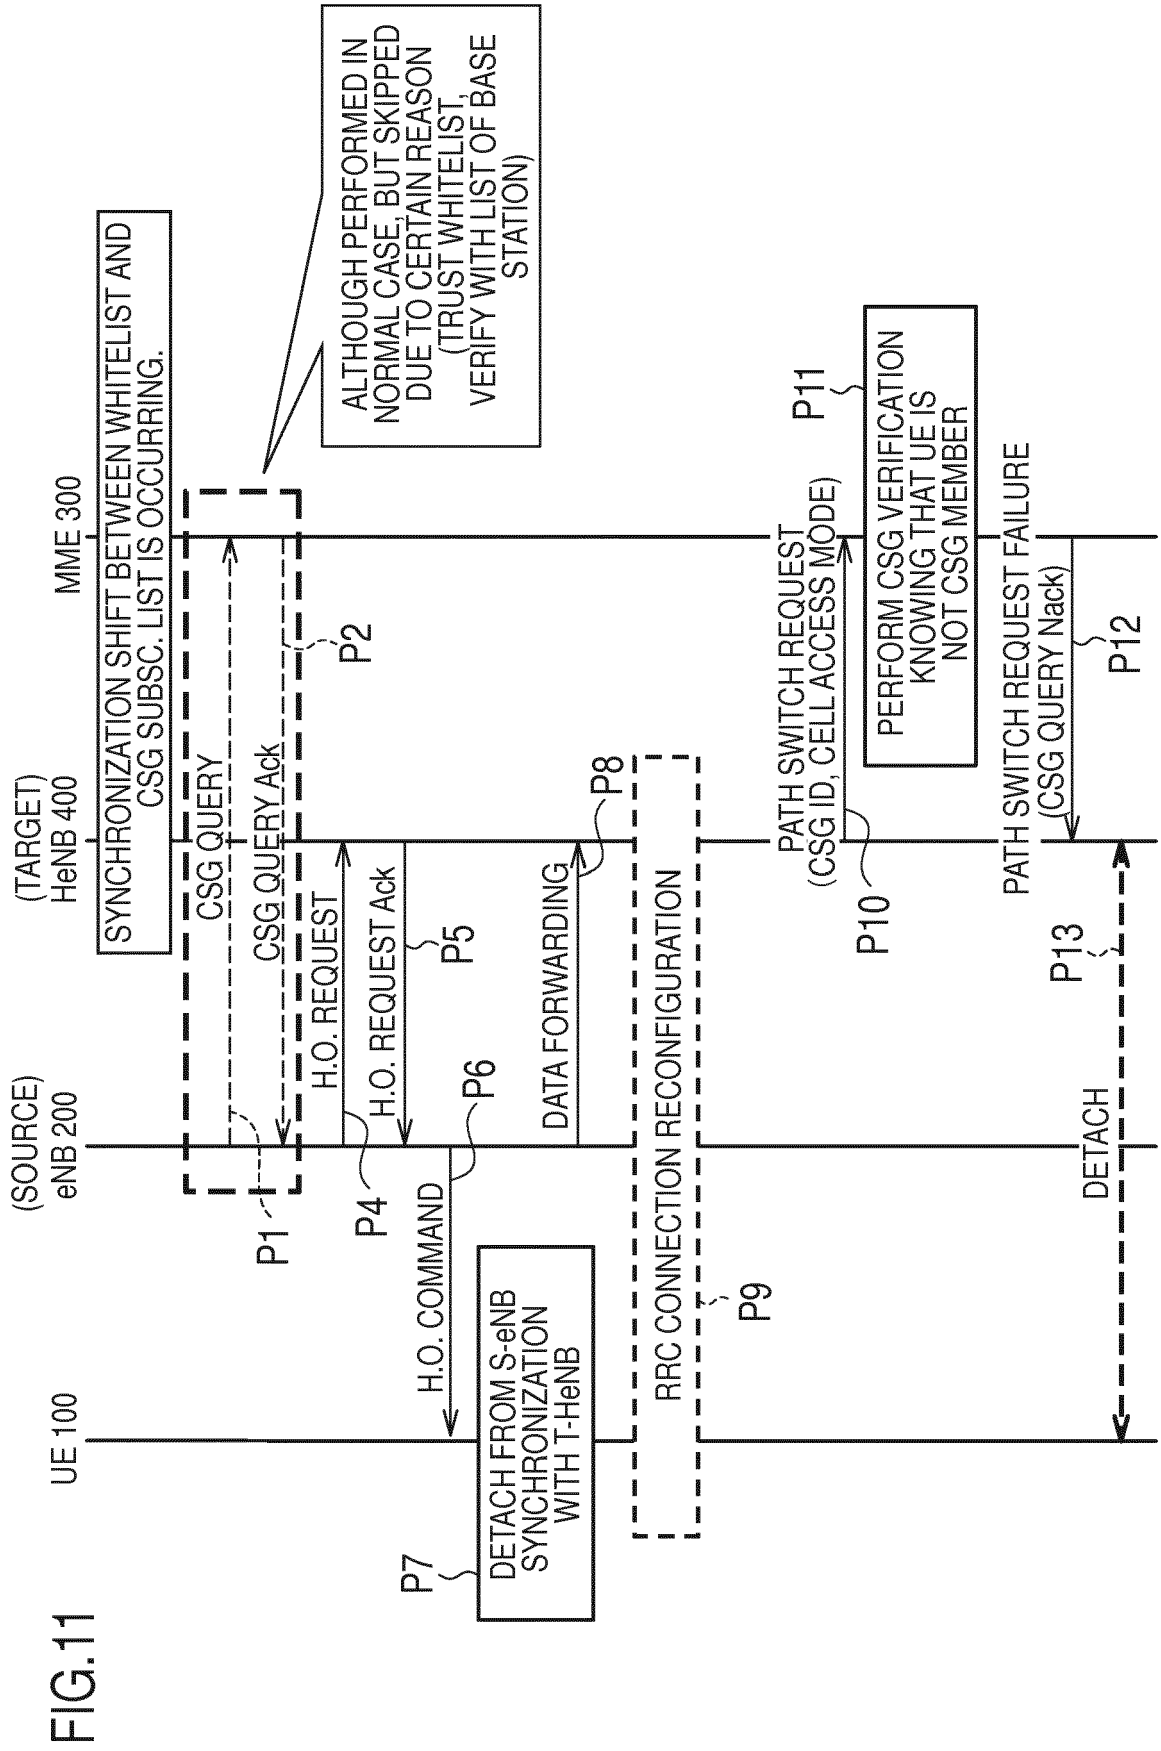 FIG.11
UE 100
(SOURCE)
eNB 200
(TARGET)
HeNB 400
MME 300
SYNCHRONIZATION SHIFT BETWEEN WHITELIST AND
CSG SUBSC. LIST IS OCCURRING.
CSG QUERY
P1
CSG QUERY Ack
P2
ALTHOUGH PERFORMED IN
NORMAL CASE, BUT SKIPPED
DUE TO CERTAIN REASON
(TRUST WHITELIST,
VERIFY WITH LIST OF BASE
STATION)
H.O. REQUEST
P4
H.O. REQUEST Ack
P5
H.O. COMMAND
P6
P7
DETACH FROM S-eNB
SYNCHRONIZATION
WITH T-HeNB
DATA FORWARDING
P8
RRC CONNECTION RECONFIGURATION
P9
PATH SWITCH REQUEST
(CSG ID, CELL ACCESS MODE)
P10
P11
PERFORM CSG VERIFICATION
KNOWING THAT UE IS
NOT CSG MEMBER
PATH SWITCH REQUEST FAILURE
(CSG QUERY Nack)
P12
DETACH
P13